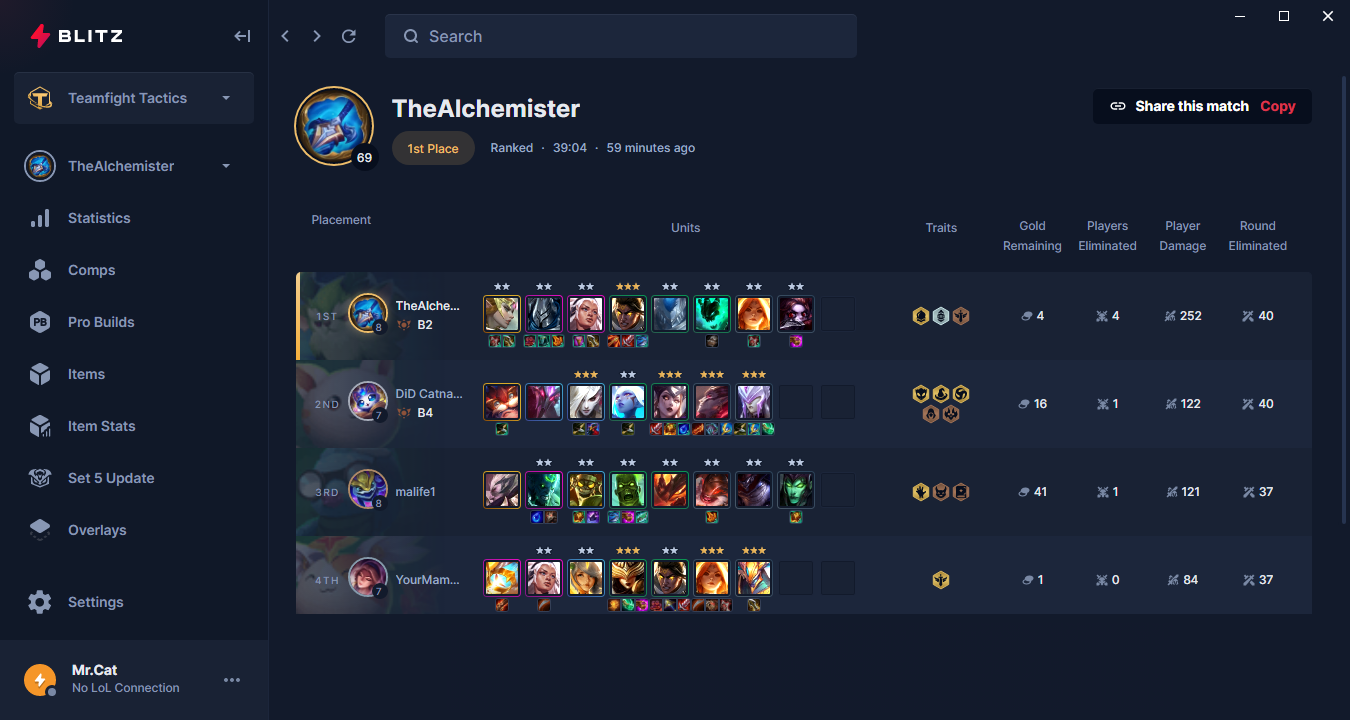 BLITZ
Search
Teamfight Tactics
TheAlchemister
Statistics
Comps
PB Pro Builds
Items
Item Stats
Set 5 Update
Overlays
Settings
Mr.Cat
No LoL Connection
69
TheAlchemister
1st Place Ranked · 39:04 · 59 minutes ago
Share this match Copy
Placement Units Traits Gold Remaining Players Eliminated Player Damage Round Eliminated
1ST 8 TheAlche... B2 4 4 252 40
2ND 7 DiD Catna... B4 16 1 122 40
3RD 8 malife1 41 1 121 37
4TH 7 YourMam... 1 0 84 37